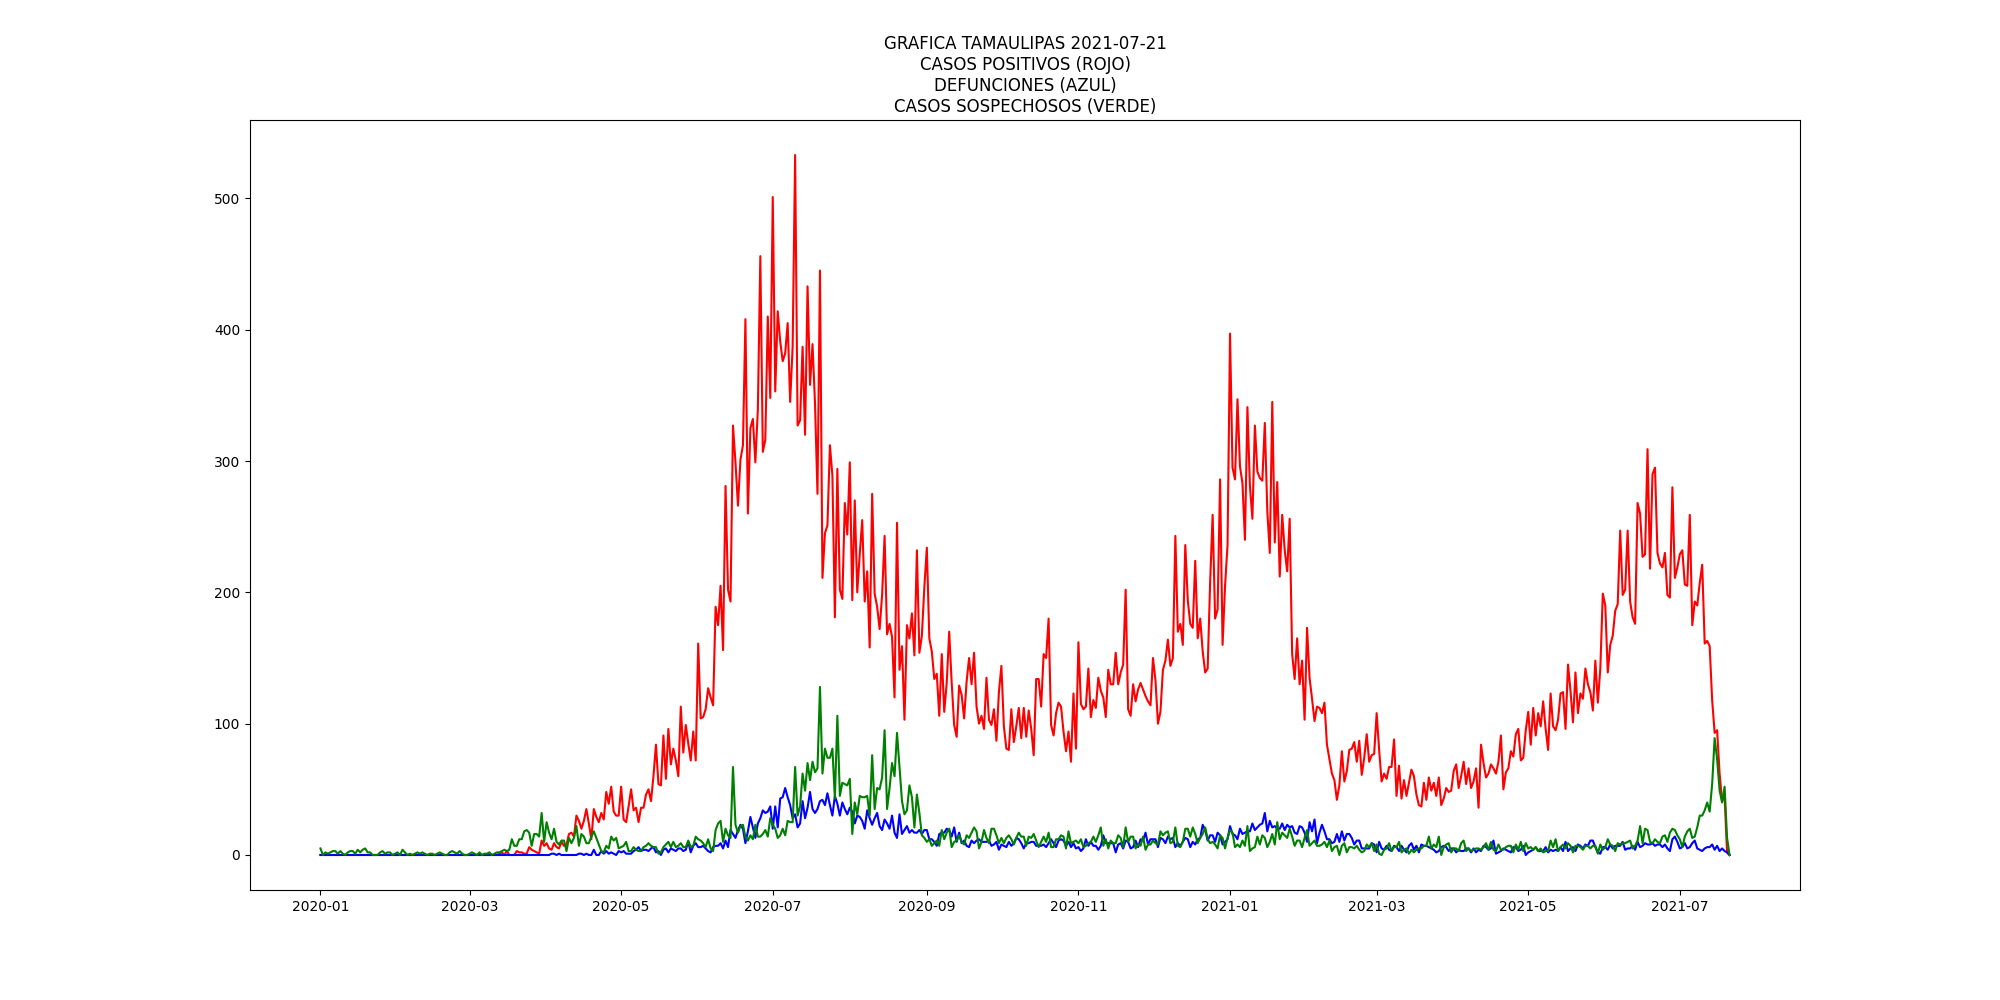 GRAFICA TAMAULIPAS 2021-07-21
CASOS POSITIVOS (ROJO)
DEFUNCIONES (AZUL)
CASOS SOSPECHOSOS (VERDE)
500
400
300
200
100
0
2020-01 2020-03 2020-05 2020-07 2020-09 2020-11 2021-01 2021-03 2021-05 2021-07